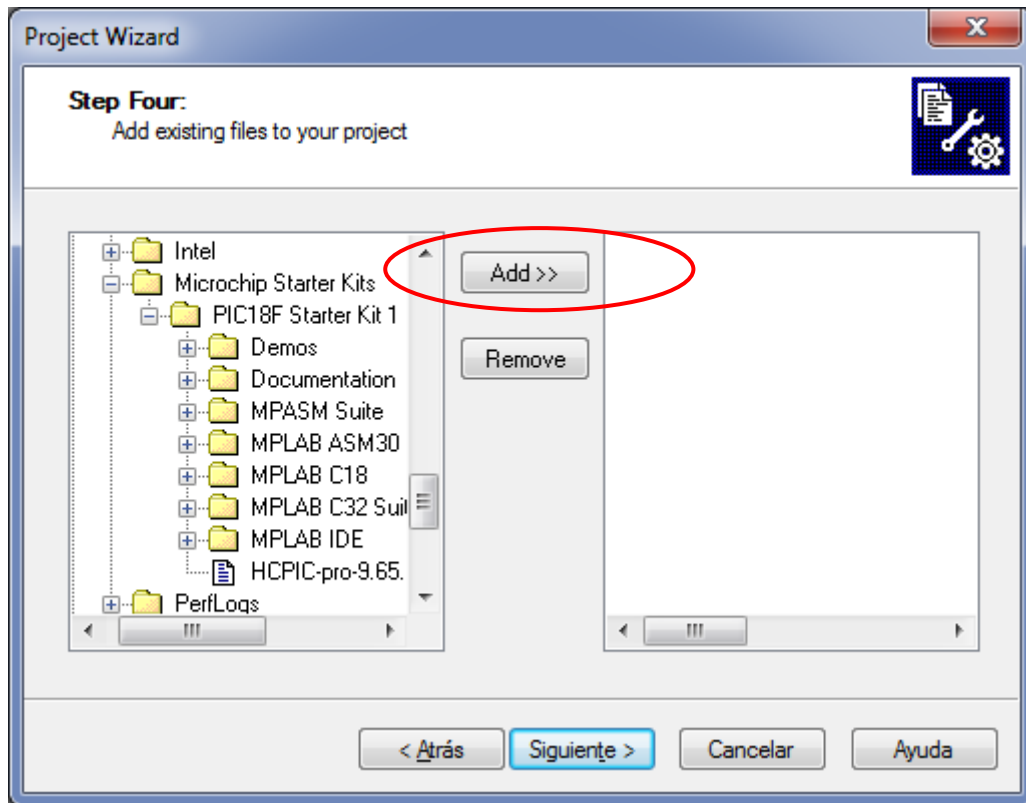 Project Wizard
Step Four:
Add existing files to your project
Intel
Microchip Starter Kits
PIC18F Starter Kit 1
Demos
Documentation
MPASM Suite
MPLAB ASM30
MPLAB C18
MPLAB C32 Suit
MPLAB IDE
HCPIC-pro-9.65.
PerfLogs
Add >>
Remove
< Atrás
Siguiente >
Cancelar
Ayuda